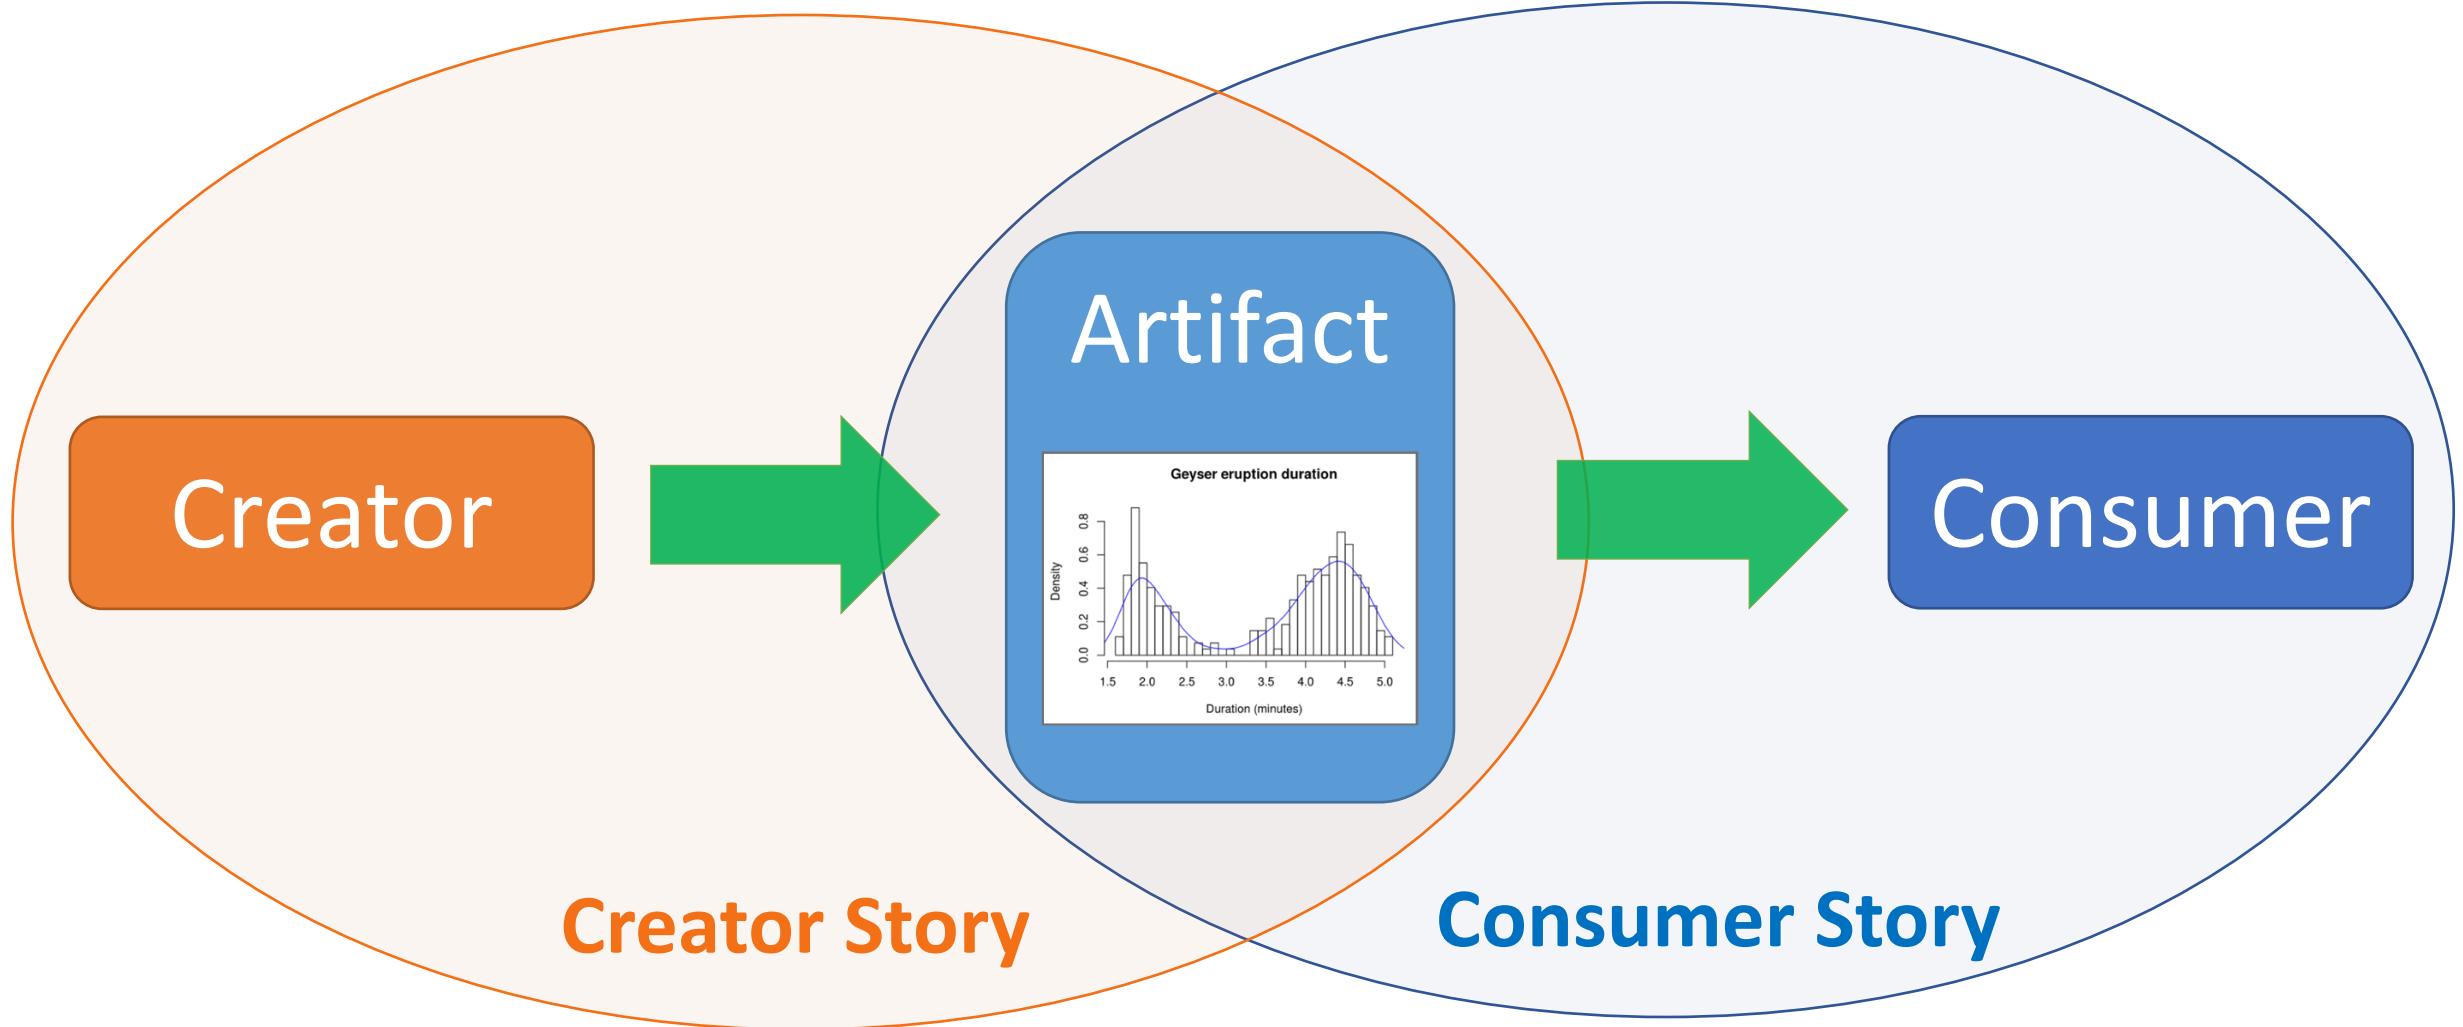 Artifact
Creator
Consumer
Geyser eruption duration
Density
0.0
0.2
0.4
0.6
0.8
1.5 2.0 2.5 3.0 3.5 4.0 4.5 5.0
Duration (minutes)
Creator Story
Consumer Story